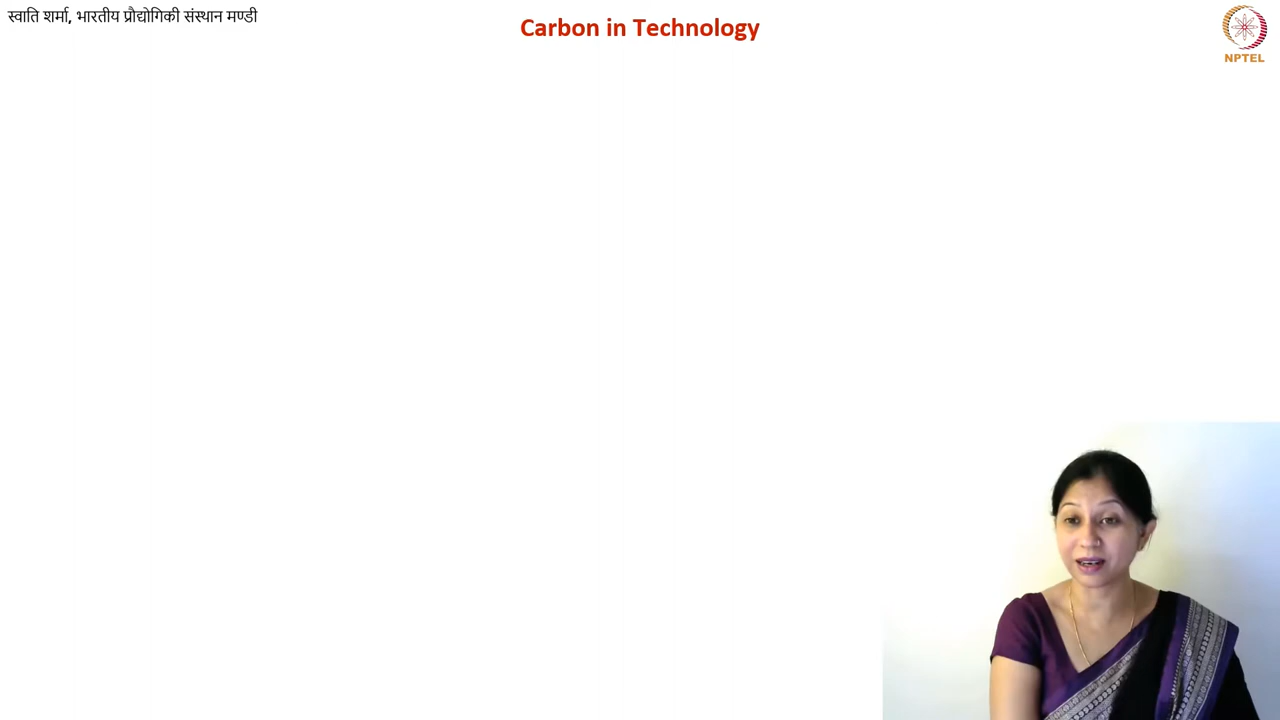 स्वाति शर्मा, भारतीय प्रौद्योगिकी संस्थान मण्डी
Carbon in Technology
NPTEL